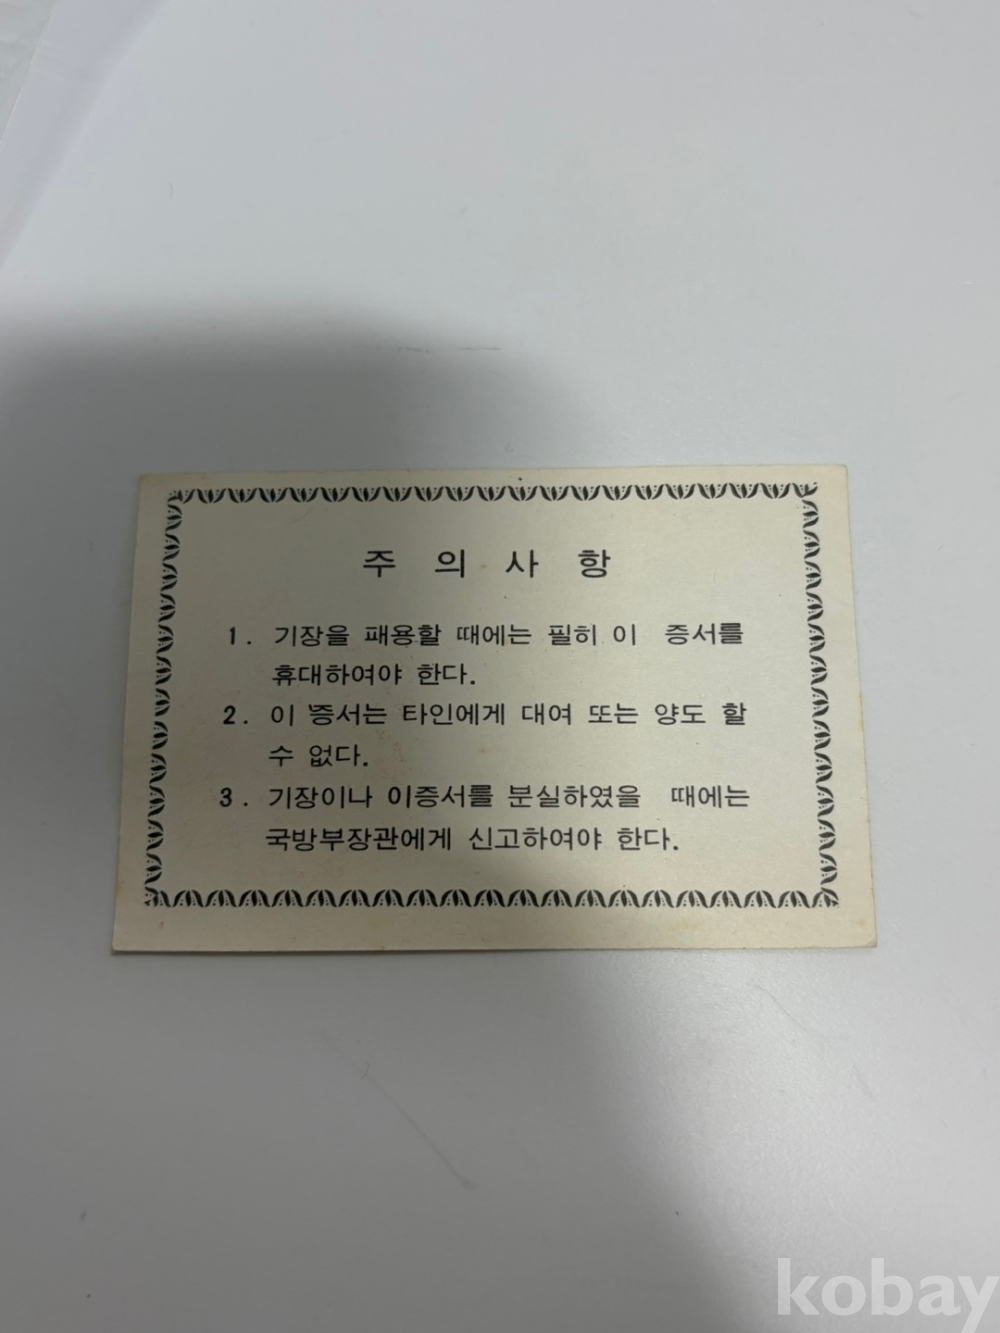 주 의 사 항
1. 기장을 패용할 때에는 필히 이 증서를
휴대하여야 한다.
2. 이 증서는 타인에게 대여 또는 양도 할
수 없다.
3. 기장이나 이증서를 분실하였을 때에는
국방부장관에게 신고하여야 한다.
kobay